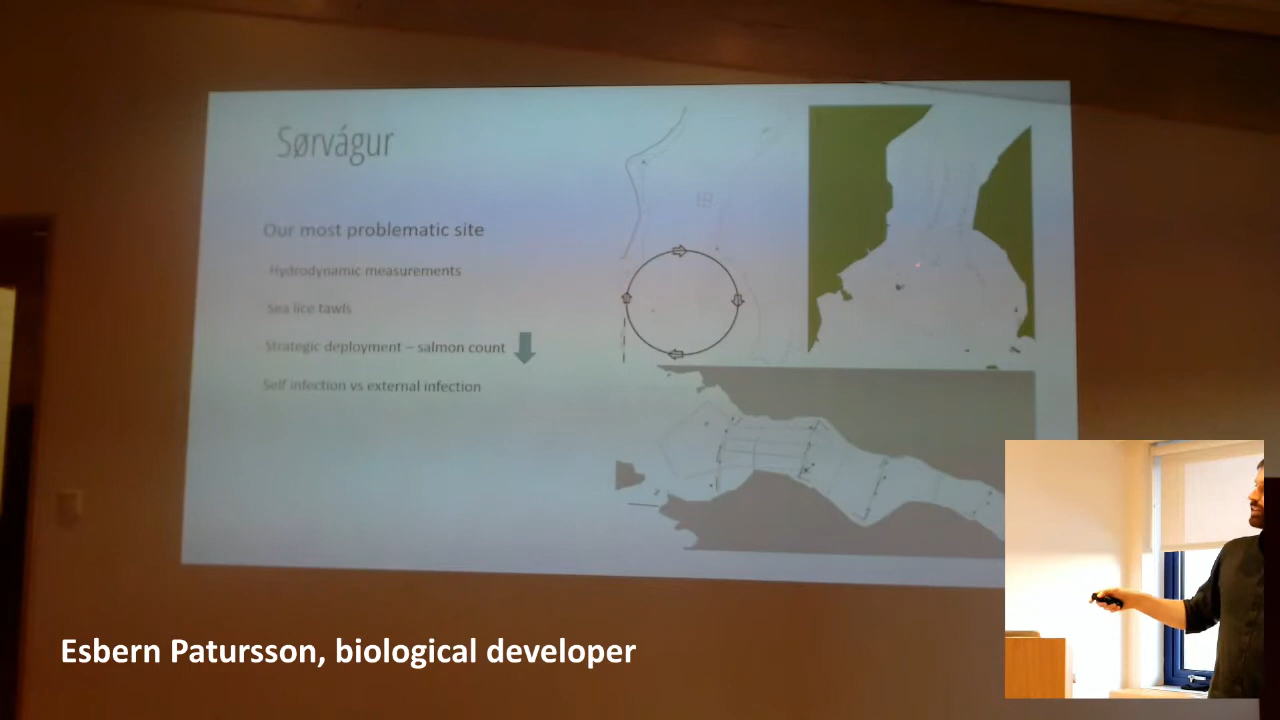 Sørvágur
Our most problematic site
Hydrodynamic measurements
Sea lice tawls
Strategic deployment – salmon count
Self infection vs external infection
Esbern Patursson, biological developer